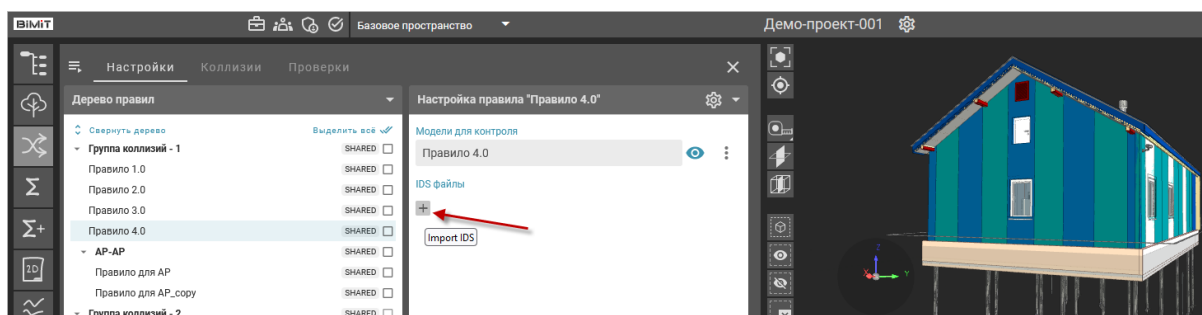 BIMIT
Базовое пространство
Демо-проект-001
Настройки Коллизии Проверки
Дерево правил
Настройка правила "Правило 4.0"
Свернуть дерево Выделить всё
Группа коллизий - 1 SHARED
Правило 1.0 SHARED
Правило 2.0 SHARED
Правило 3.0 SHARED
Правило 4.0 SHARED
АР-АР SHARED
Правило для АР SHARED
Правило для АР_copy SHARED
Группа коллизий - 2 SHARED
Модели для контроля
Правило 4.0
IDS файлы
+
Import IDS
Σ
Σ+
2D
Z
X
Y